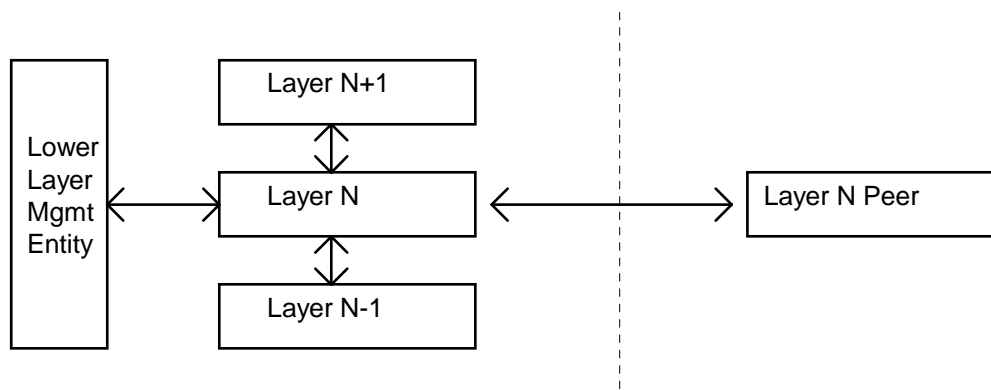 Layer N+1
Lower
Layer
Mgmt
Entity
Layer N
Layer N Peer
Layer N-1